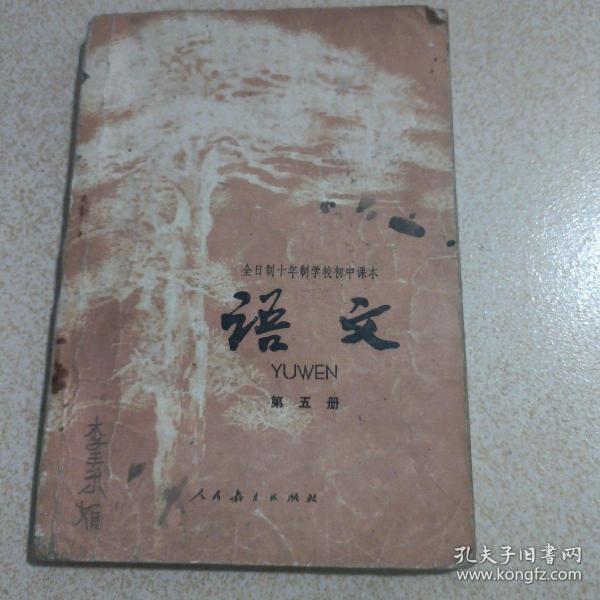 全日制十年制学校初中课本
语文
YUWEN
第五册
人民教育出版社
孔夫子旧书网
www.kongfz.com